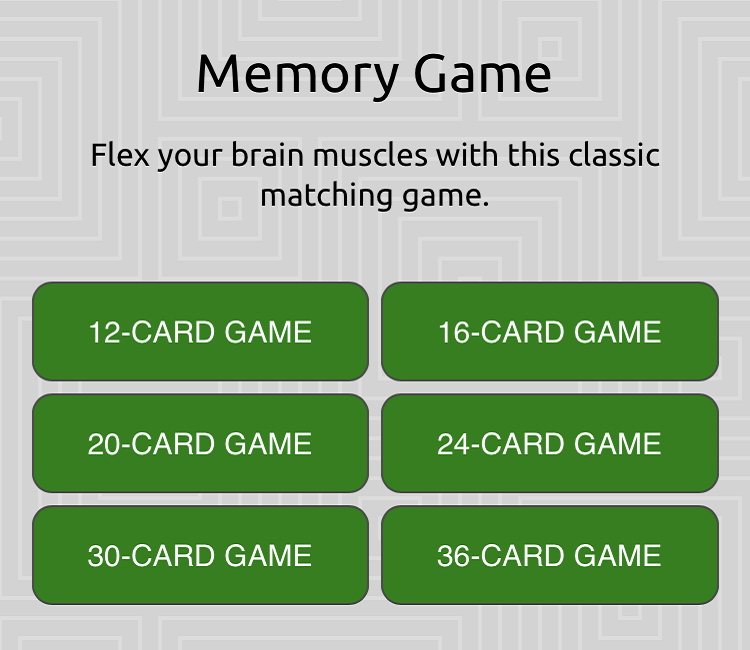 Memory Game
Flex your brain muscles with this classic
matching game.
12-CARD GAME
16-CARD GAME
20-CARD GAME
24-CARD GAME
30-CARD GAME
36-CARD GAME